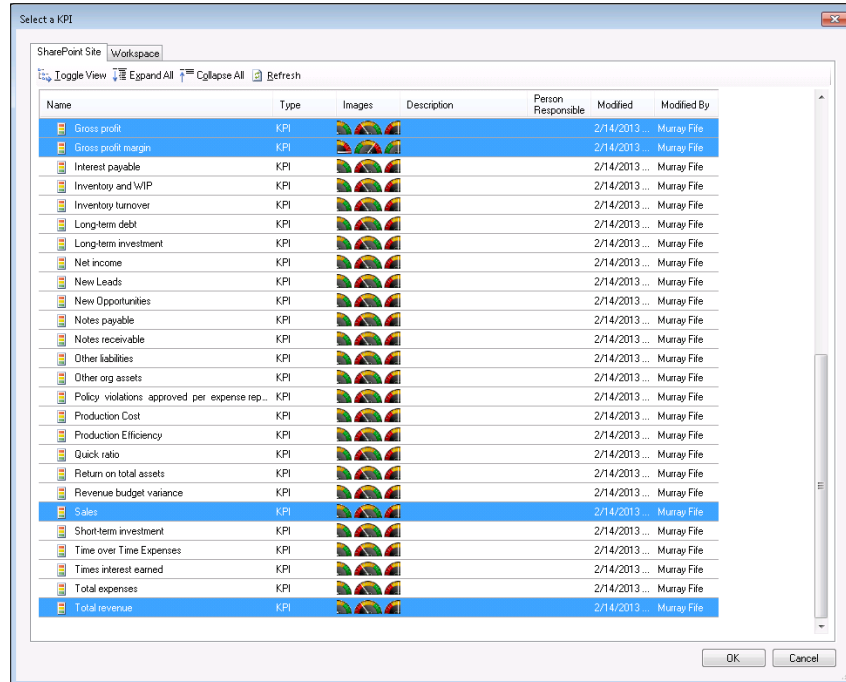 Select a KPI
SharePoint Site Workspace
Toggle View Expand All Collapse All Refresh
Name Type Images Description Person Responsible Modified Modified By
Gross profit KPI 2/14/2013 ... Murray Fife
Gross profit margin KPI 2/14/2013 ... Murray Fife
Interest payable KPI 2/14/2013 ... Murray Fife
Inventory and WIP KPI 2/14/2013 ... Murray Fife
Inventory turnover KPI 2/14/2013 ... Murray Fife
Long-term debt KPI 2/14/2013 ... Murray Fife
Long-term investment KPI 2/14/2013 ... Murray Fife
Net income KPI 2/14/2013 ... Murray Fife
New Leads KPI 2/14/2013 ... Murray Fife
New Opportunities KPI 2/14/2013 ... Murray Fife
Notes payable KPI 2/14/2013 ... Murray Fife
Notes receivable KPI 2/14/2013 ... Murray Fife
Other liabilities KPI 2/14/2013 ... Murray Fife
Other org assets KPI 2/14/2013 ... Murray Fife
Policy violations approved per expense rep... KPI 2/14/2013 ... Murray Fife
Production Cost KPI 2/14/2013 ... Murray Fife
Production Efficiency KPI 2/14/2013 ... Murray Fife
Quick ratio KPI 2/14/2013 ... Murray Fife
Return on total assets KPI 2/14/2013 ... Murray Fife
Revenue budget variance KPI 2/14/2013 ... Murray Fife
Sales KPI 2/14/2013 ... Murray Fife
Short-term investment KPI 2/14/2013 ... Murray Fife
Time over Time Expenses KPI 2/14/2013 ... Murray Fife
Times interest earned KPI 2/14/2013 ... Murray Fife
Total expenses KPI 2/14/2013 ... Murray Fife
Total revenue KPI 2/14/2013 ... Murray Fife
OK Cancel